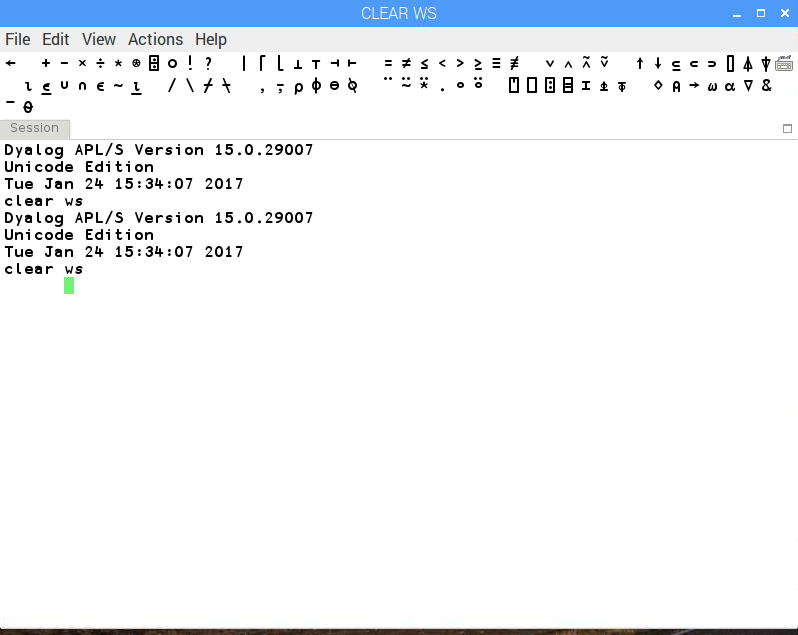 CLEAR WS
File Edit View Actions Help
← + - × ÷ * ⍟ ⌹ ○ ! ? | ⌈ ⌊ ⊥ ⊤ ⊣ ⊢ = ≠ ≤ < > ≥ ≡ ≢ ∨ ∧ ⍲ ⍱ ↑ ↓ ⊆ ⊂ ⊃ ⌷ ⍋ ⍒
⍳ ⍷ ∪ ∩ ∊ ~ ⍸ / \ ⌿ ⍀ , ⍪ ⍴ ⌽ ⊖ ⍉ ¨ ⍨ ⍣ . ∘ ⍤ ⍞ ⎕ ⍠ ⌸ ⌶ ⍎ ⍕ ⋄ ⍝ → ⍵ ⍺ ∇ &
¯ ⍬
Session
Dyalog APL/S Version 15.0.29007
Unicode Edition
Tue Jan 24 15:34:07 2017
clear ws
Dyalog APL/S Version 15.0.29007
Unicode Edition
Tue Jan 24 15:34:07 2017
clear ws